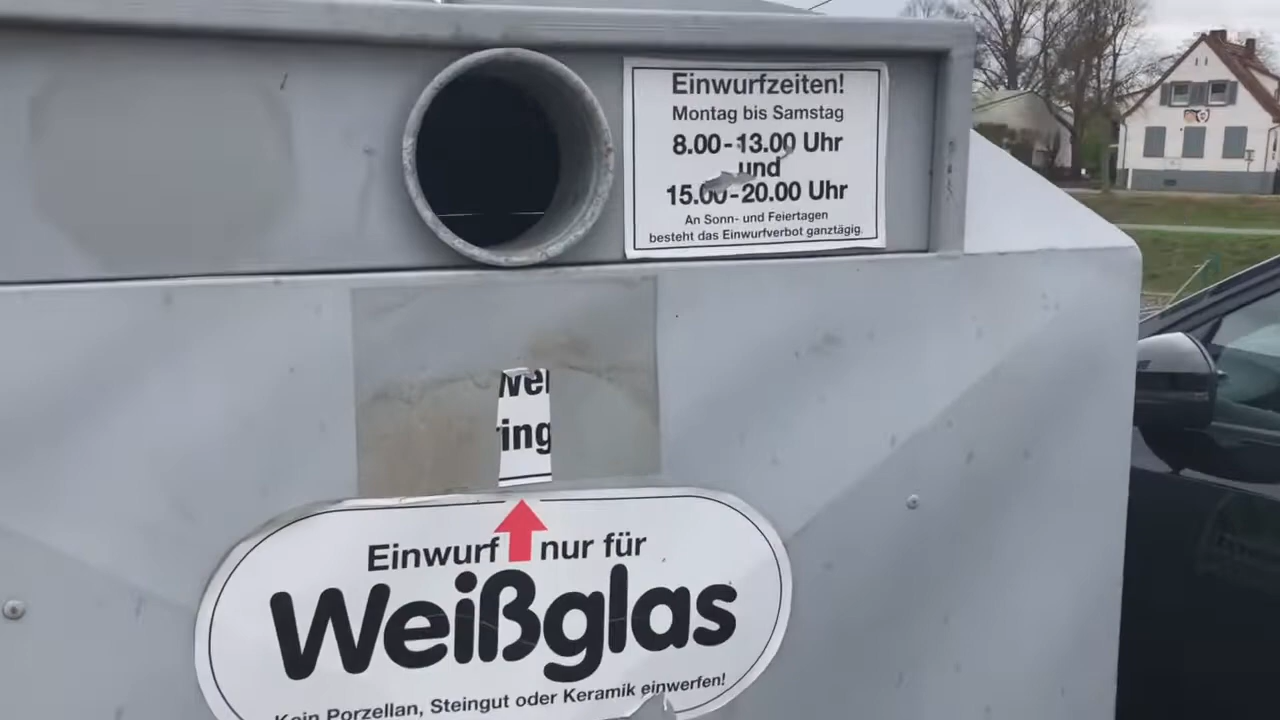 Einwurfzeiten!
Montag bis Samstag
8.00-13.00 Uhr
und
15.00-20.00 Uhr
An Sonn- und Feiertagen
besteht das Einwurfverbot ganztägig.
ring
Einwurf nur für
Weißglas
Kein Porzellan, Steingut oder Keramik einwerfen!